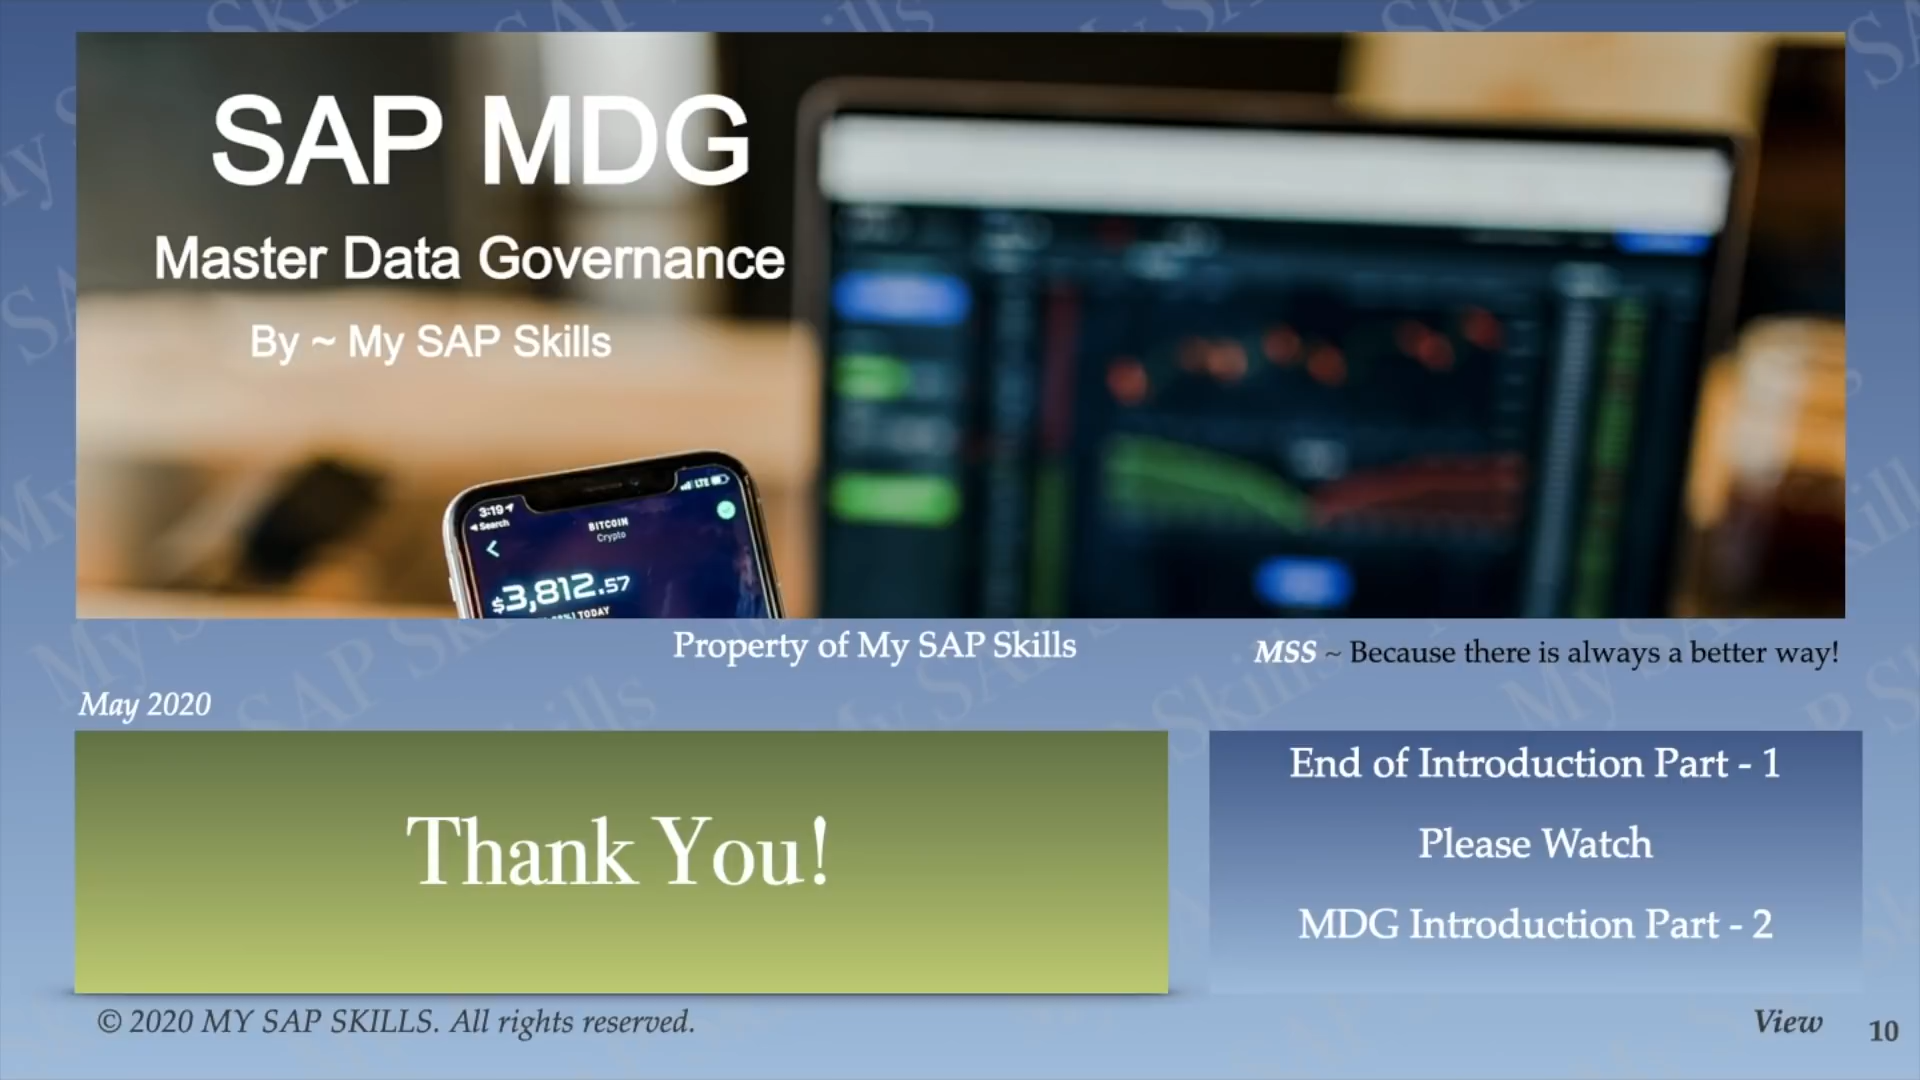 SAP MDG
Master Data Governance
By ~ My SAP Skills
3:19
LTE
Search
BITCOIN
Crypto
$3,812.57
TODAY
Property of My SAP Skills
MSS ~ Because there is always a better way!
May 2020
Thank You!
End of Introduction Part - 1
Please Watch
MDG Introduction Part - 2
© 2020 MY SAP SKILLS. All rights reserved.
View
10